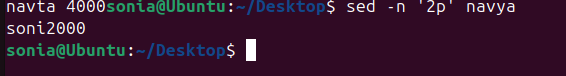 navta 4000sonia@Ubuntu:~/Desktop$ sed -n '2p' navya
soni2000
sonia@Ubuntu:~/Desktop$